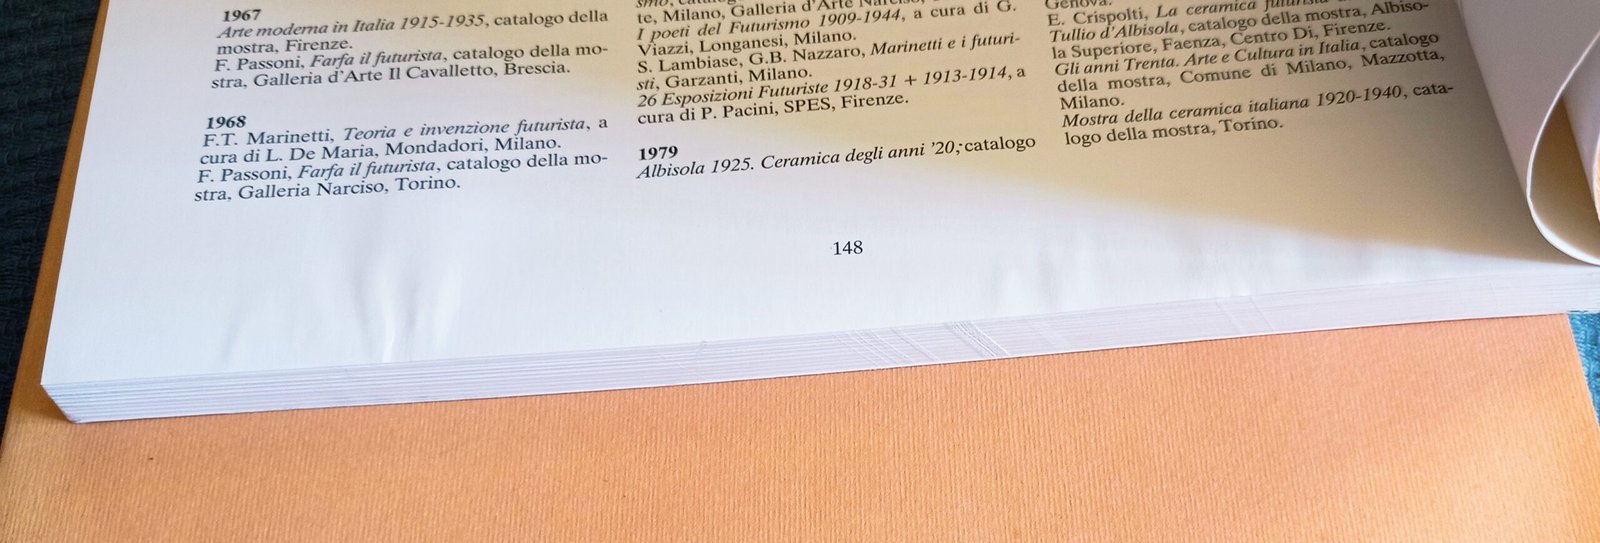 1967
Arte moderna in Italia 1915-1935, catalogo della
mostra, Firenze.
F. Passoni, Farfa il futurista, catalogo della mo-
stra, Galleria d'Arte Il Cavalletto, Brescia.
1968
F.T. Marinetti, Teoria e invenzione futurista, a
cura di L. De Maria, Mondadori, Milano.
F. Passoni, Farfa il futurista, catalogo della mo-
stra, Galleria Narciso, Torino.
te, Milano, Galleria d'Arte
I poeti del Futurismo 1909-1944, a cura di G.
Viazzi, Longanesi, Milano.
S. Lambiase, G.B. Nazzaro, Marinetti e i futuri-
sti, Garzanti, Milano.
26 Esposizioni Futuriste 1918-31 + 1913-1914, a
cura di P. Pacini, SPES, Firenze.
1979
Albisola 1925. Ceramica degli anni '20; catalogo
Genova.
E. Crispolti, La ceramica futurista
Tullio d'Albisola, catalogo della mostra, Albiso-
la Superiore, Faenza, Centro Di, Firenze.
Gli anni Trenta. Arte e Cultura in Italia, catalogo
della mostra, Comune di Milano, Mazzotta,
Milano.
Mostra della ceramica italiana 1920-1940, cata-
logo della mostra, Torino.
148